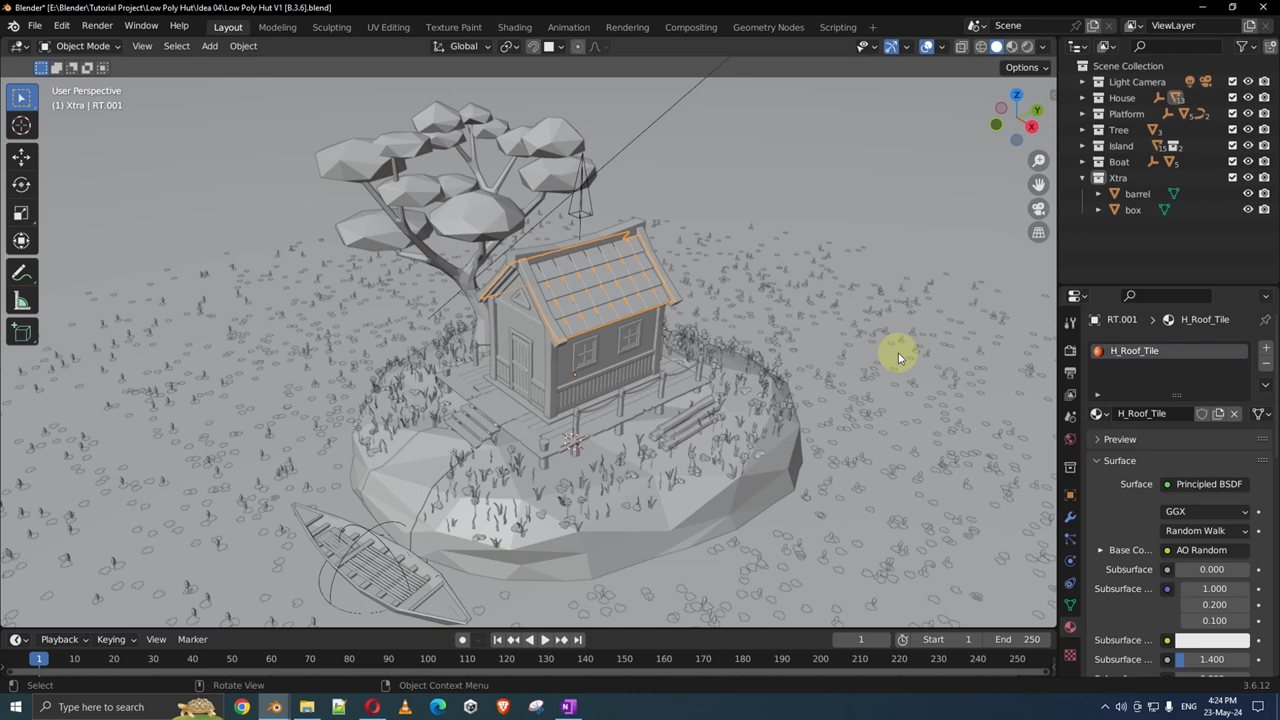 Blender* [E:\Blender\Tutorial Project\Low Poly Hut\Idea 04\Low Poly Hut V1 [B.3.6].blend]
File Edit Render Window Help Layout Modeling Sculpting UV Editing Texture Paint Shading Animation Rendering Compositing Geometry Nodes Scripting + Scene ViewLayer
Object Mode View Select Add Object Global
Options
User Perspective
(1) Xtra | RT.001
Z
Y
X
Scene Collection
Light Camera
House 13
Platform 5 2
Tree 3
Island 15 2
Boat 5
Xtra
barrel
box
RT.001 > H_Roof_Tile
H_Roof_Tile
H_Roof_Tile
Preview
Surface
Surface Principled BSDF
GGX
Random Walk
Base Co... AO Random
Subsurface 0.000
Subsurface ... 1.000
0.200
0.100
Subsurface ...
Subsurface ... 1.400
Playback Keying View Marker 1 Start 1 End 250
1 10 20 30 40 50 60 70 80 90 100 110 120 130 140 150 160 170 180 190 200 210 220 230 240 250
Select Rotate View Object Context Menu 3.6.12
Type here to search
4:24 PM
23-May-24